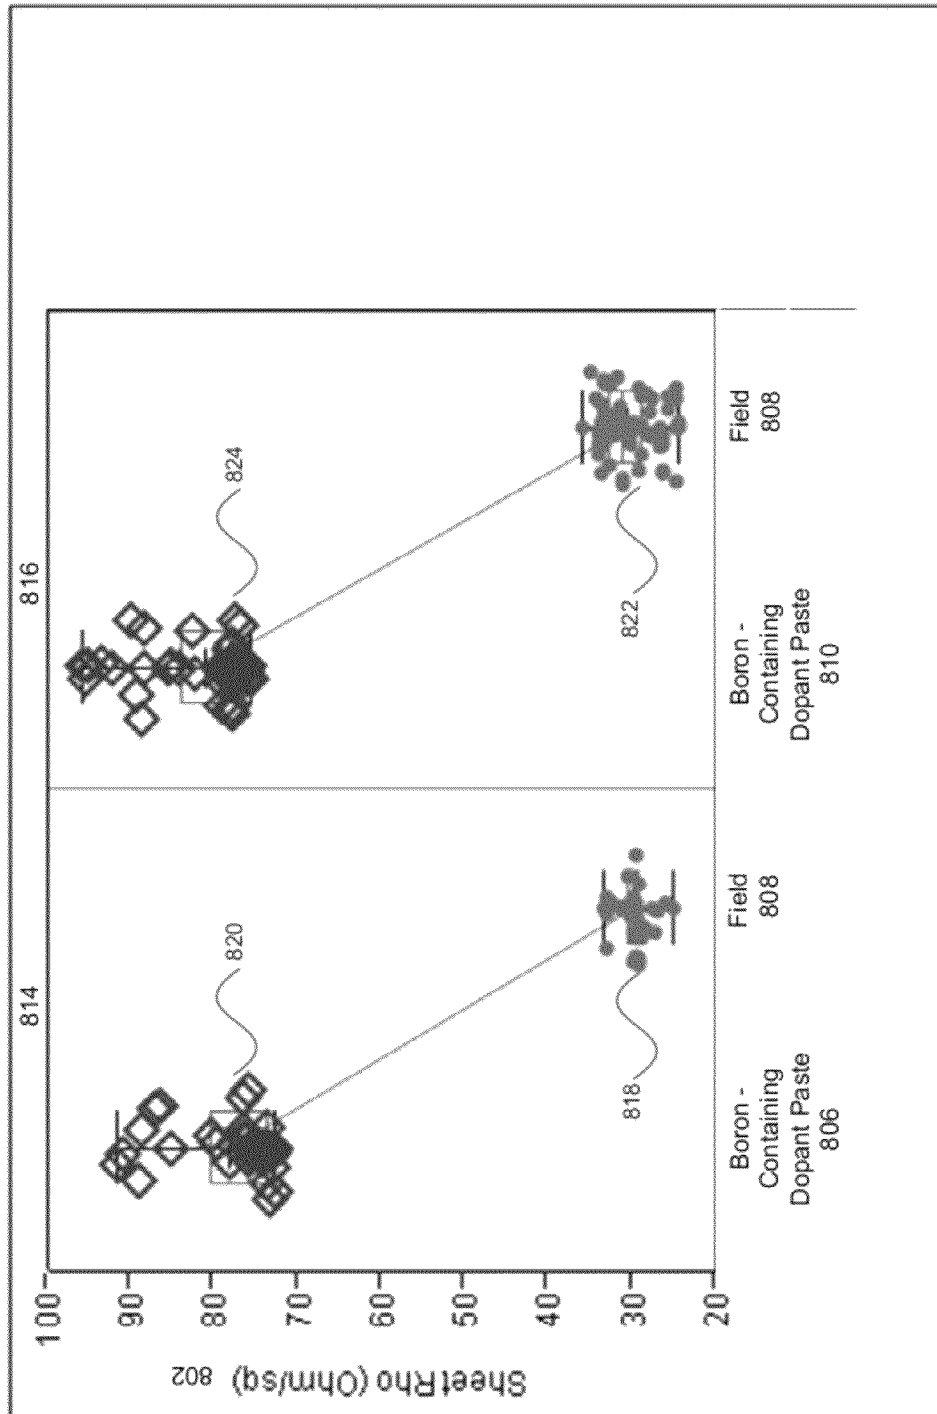 814
816
100
90
80
70
60
50
40
30
20
Sheet Rho (Ohm/sq) 802
820
824
818
822
Boron -
Containing
Dopant Paste
806
Field
808
Boron -
Containing
Dopant Paste
810
Field
808